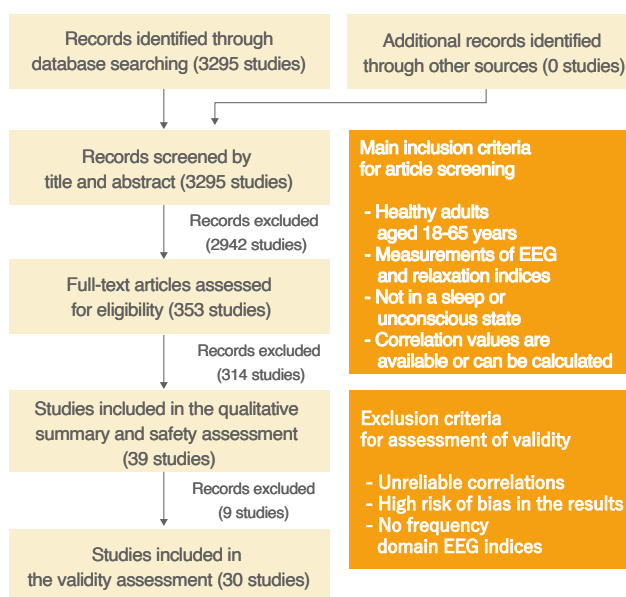 Records identified through
database searching (3295 studies)
Additional records identified
through other sources (0 studies)
Records screened by
title and abstract (3295 studies)
Records excluded
(2942 studies)
Full-text articles assessed
for eligibility (353 studies)
Records excluded
(314 studies)
Studies included in the qualitative
summary and safety assessment
(39 studies)
Records excluded
(9 studies)
Studies included in
the validity assessment (30 studies)
Main inclusion criteria
for article screening
- Healthy adults
aged 18-65 years
- Measurements of EEG
and relaxation indices
- Not in a sleep or
unconscious state
- Correlation values are
available or can be calculated
Exclusion criteria
for assessment of validity
- Unreliable correlations
- High risk of bias in the results
- No frequency
domain EEG indices